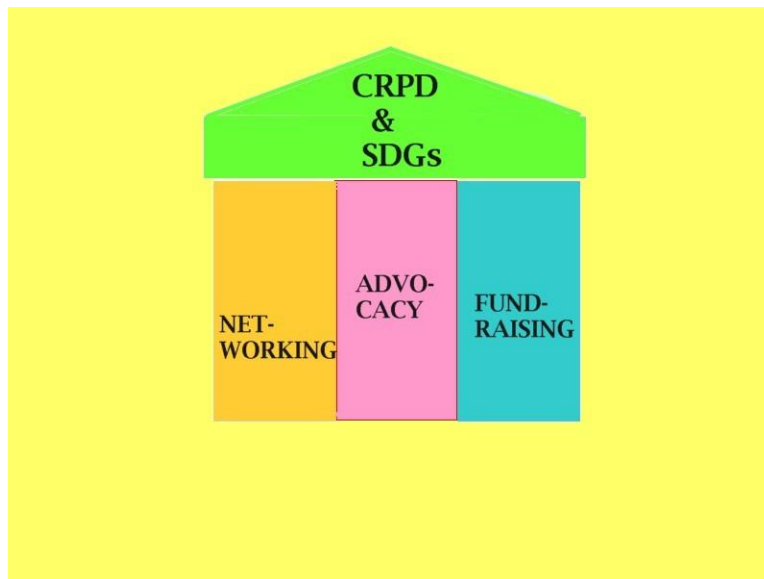 CRPD
&
SDGs
NET-
WORKING
ADVO-
CACY
FUND-
RAISING